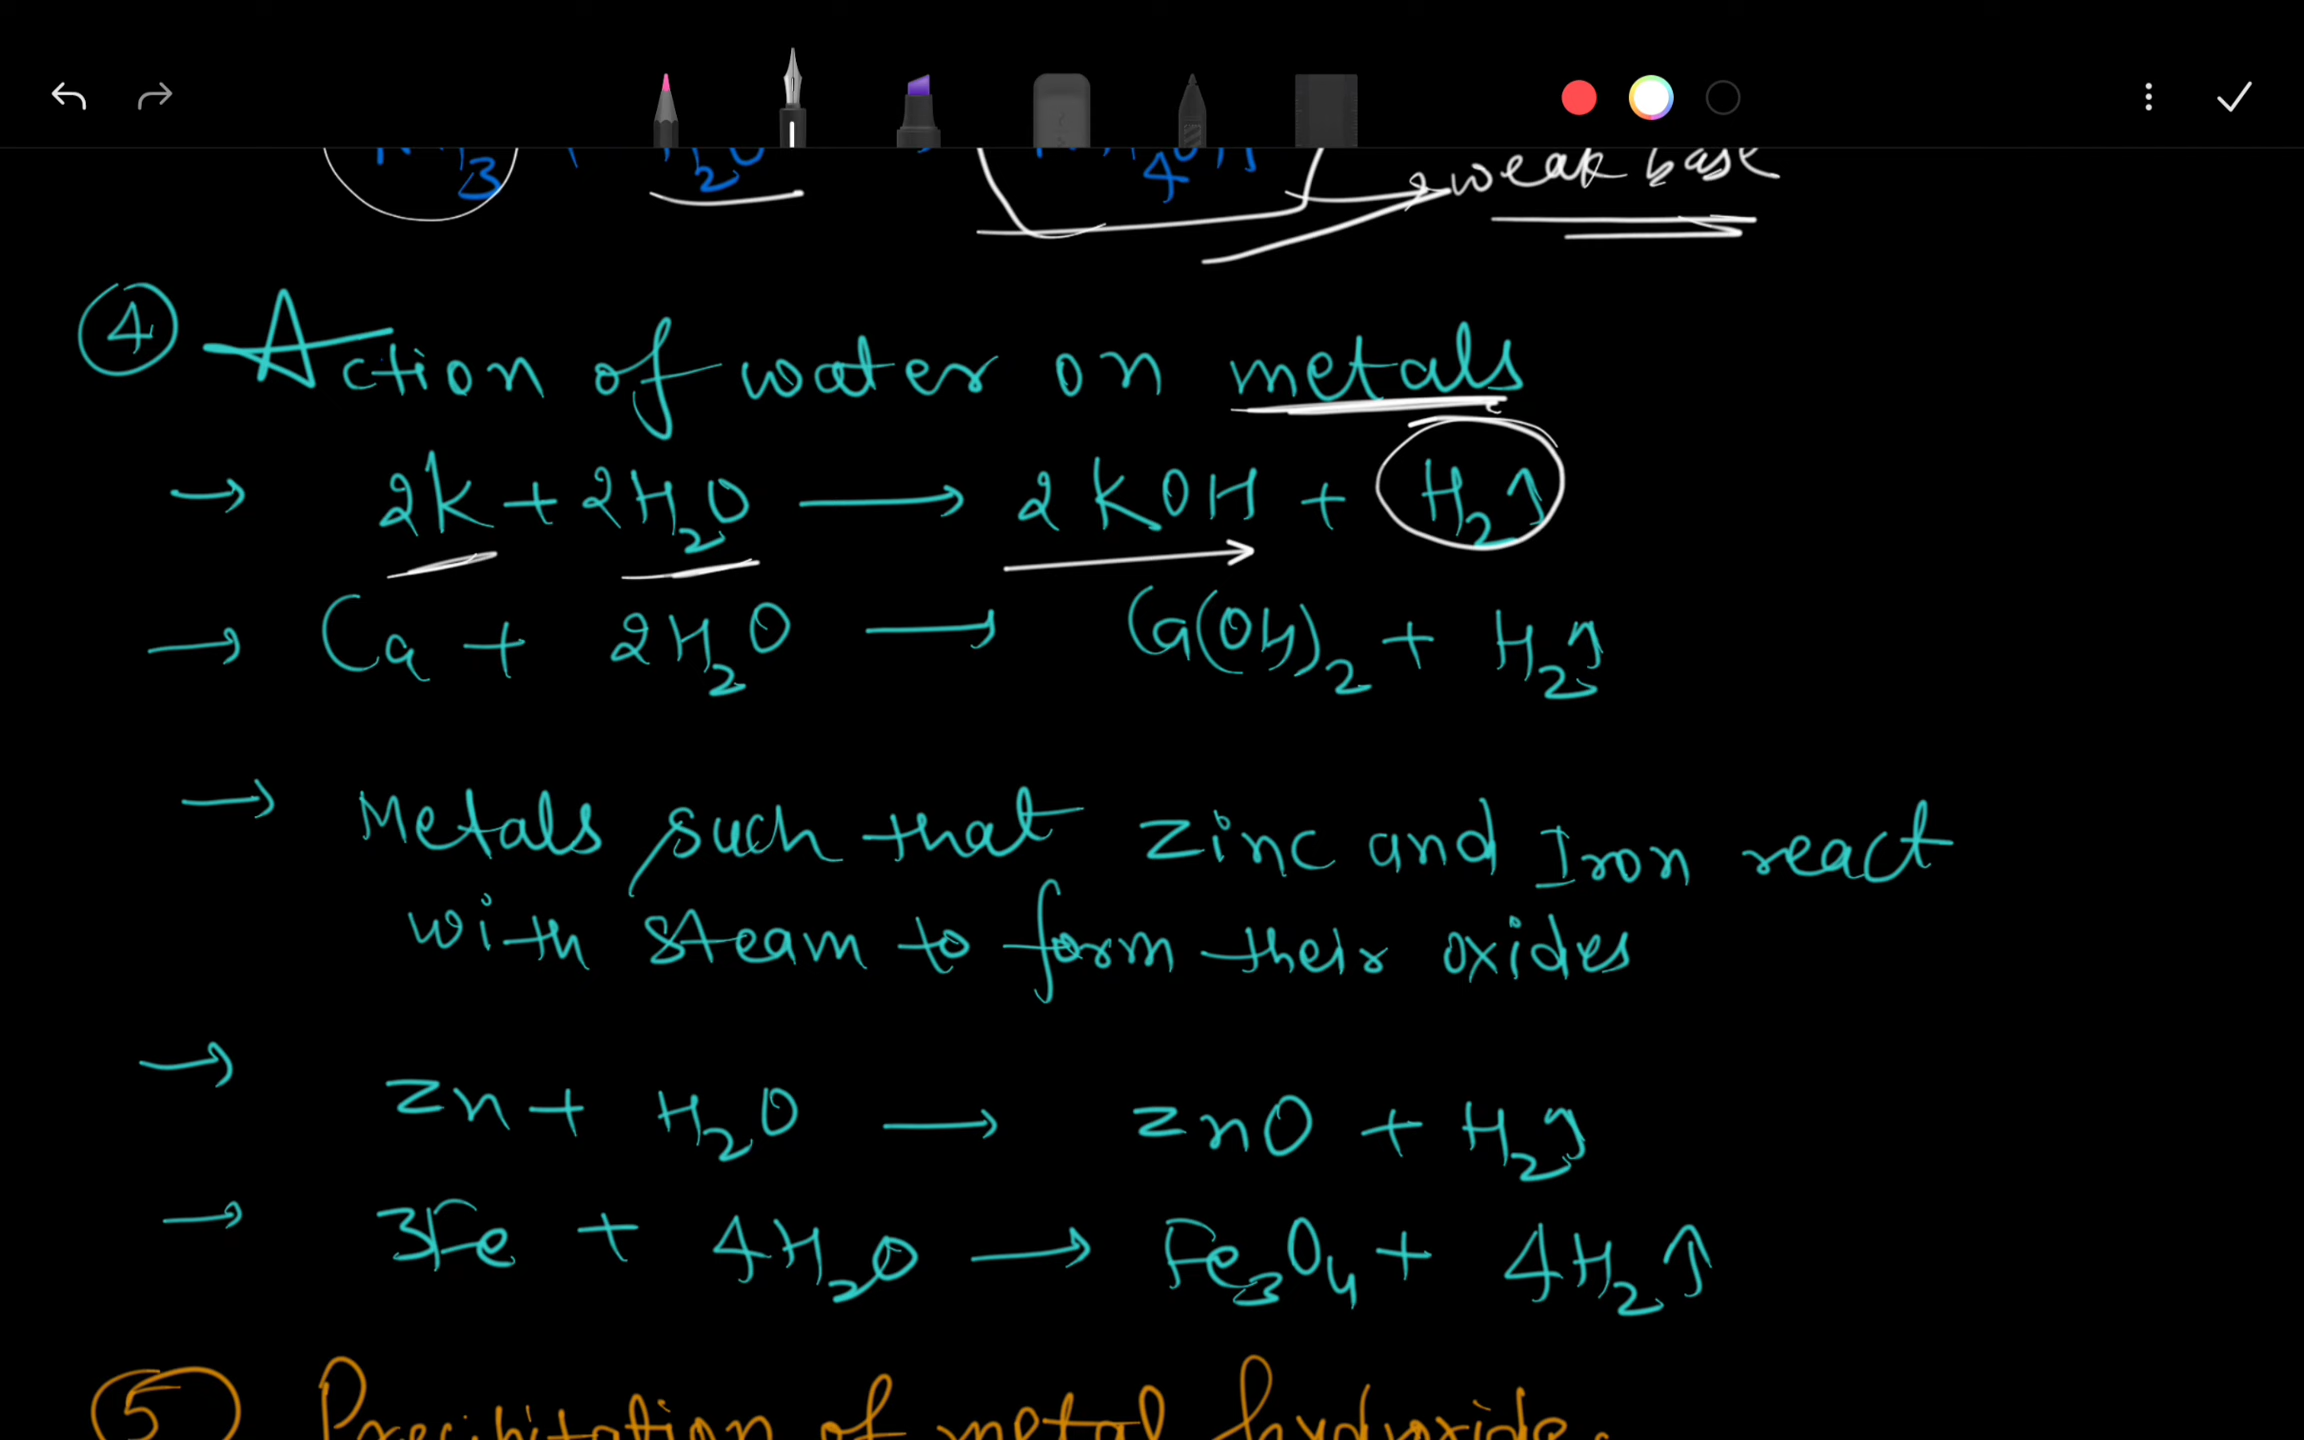 weak base
④ Action of water on metals
→ 2K + 2H₂O ⟶ 2KOH + H₂↑
→ Ca + 2H₂O ⟶ Ca(OH)₂ + H₂↑
→ Metals such that zinc and Iron react
with steam to form their oxides
→ Zn + H₂O ⟶ ZnO + H₂↑
→ 3Fe + 4H₂O ⟶ Fe₃O₄ + 4H₂↑
⑤ Precipitation of metal hydroxide.